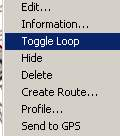 Edit...
Information...
Toggle Loop
Hide
Delete
Create Route...
Profile...
Send to GPS